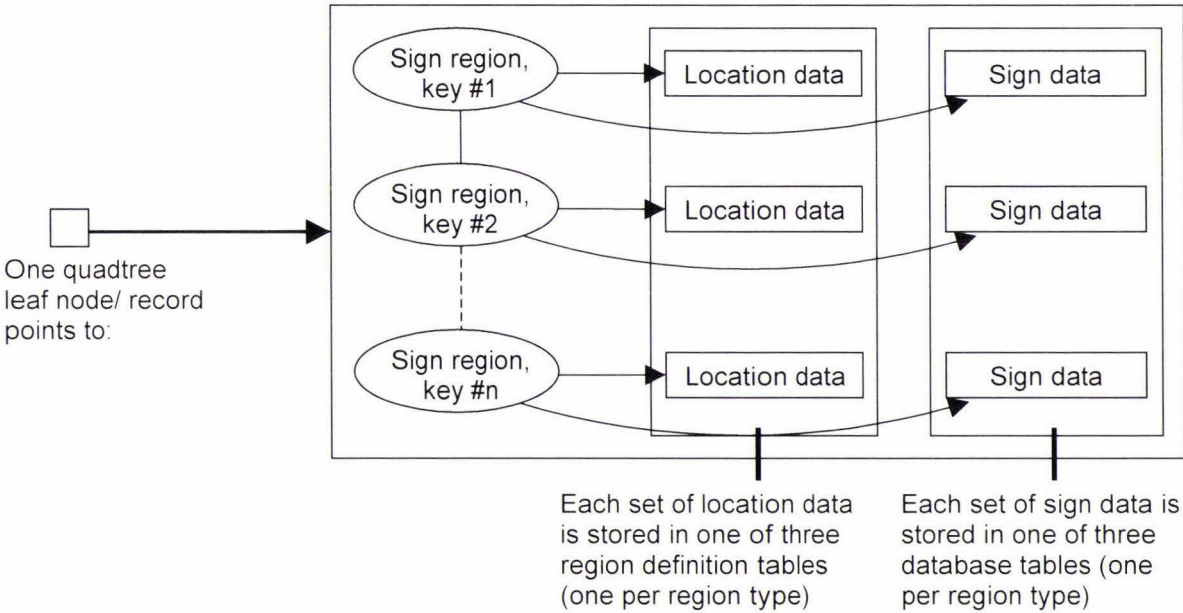 Sign region,
key #1
Location data
Sign data
Sign region,
key #2
Location data
Sign data
One quadtree
leaf node/ record
points to:
Sign region,
key #n
Location data
Sign data
Each set of location data
is stored in one of three
region definition tables
(one per region type)
Each set of sign data is
stored in one of three
database tables (one
per region type)